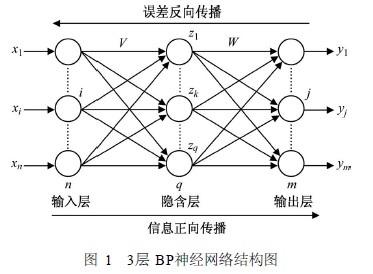 误差反向传播
x1 V z1 W y1
xi i zk j yj
xn zq ym
n q m
输入层 隐含层 输出层
信息正向传播
图 1 3层 BP神经网络结构图